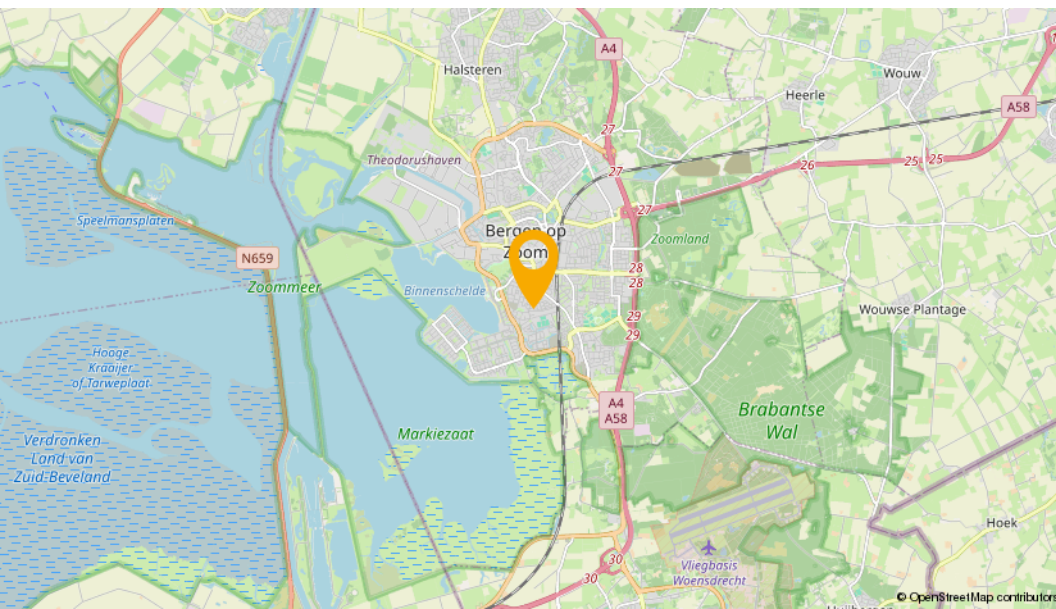 A4
Halsteren
Wouw
Heerle
A58
27
Theodorushaven
27
26
25
25
Speelmansplaten
27
Bergen op
Zoom
Zoomland
N659
28
Zoommeer
Binnenschelde
28
Wouwse Plantage
29
29
Hooge
Kraaijer
of Tarweplaat
A4
A58
Brabantse
Wal
Markiezaat
Verdronken
Land van
Zuid-Beveland
Hoek
30
Vliegbasis
Woensdrecht
30
© OpenStreetMap contributors